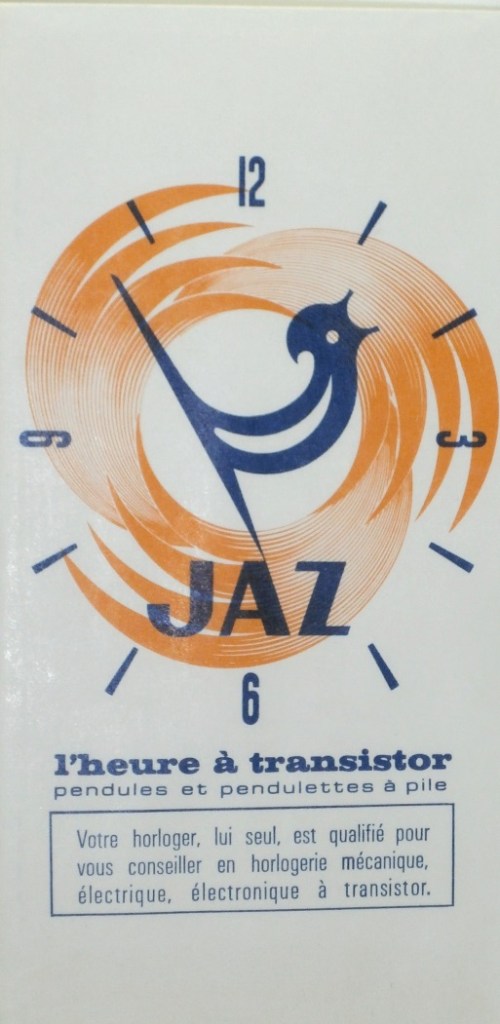 12
9
3
JAZ
6
l'heure à transistor
pendules et pendulettes à pile
Votre horloger, lui seul, est qualifié pour
vous conseiller en horlogerie mécanique,
électrique, électronique à transistor.